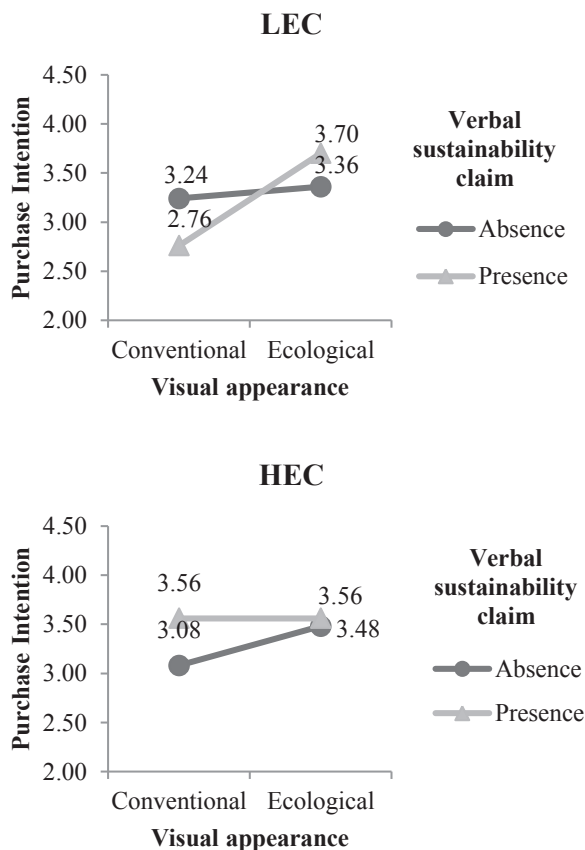 LEC
4.50
4.00
3.50
3.00
2.50
2.00
Purchase Intention
3.24
2.76
3.70
3.36
Conventional Ecological
Visual appearance
Verbal
sustainability
claim
Absence
Presence
HEC
4.50
4.00
3.50
3.00
2.50
2.00
Purchase Intention
3.56
3.08
3.56
3.48
Conventional Ecological
Visual appearance
Verbal
sustainability
claim
Absence
Presence